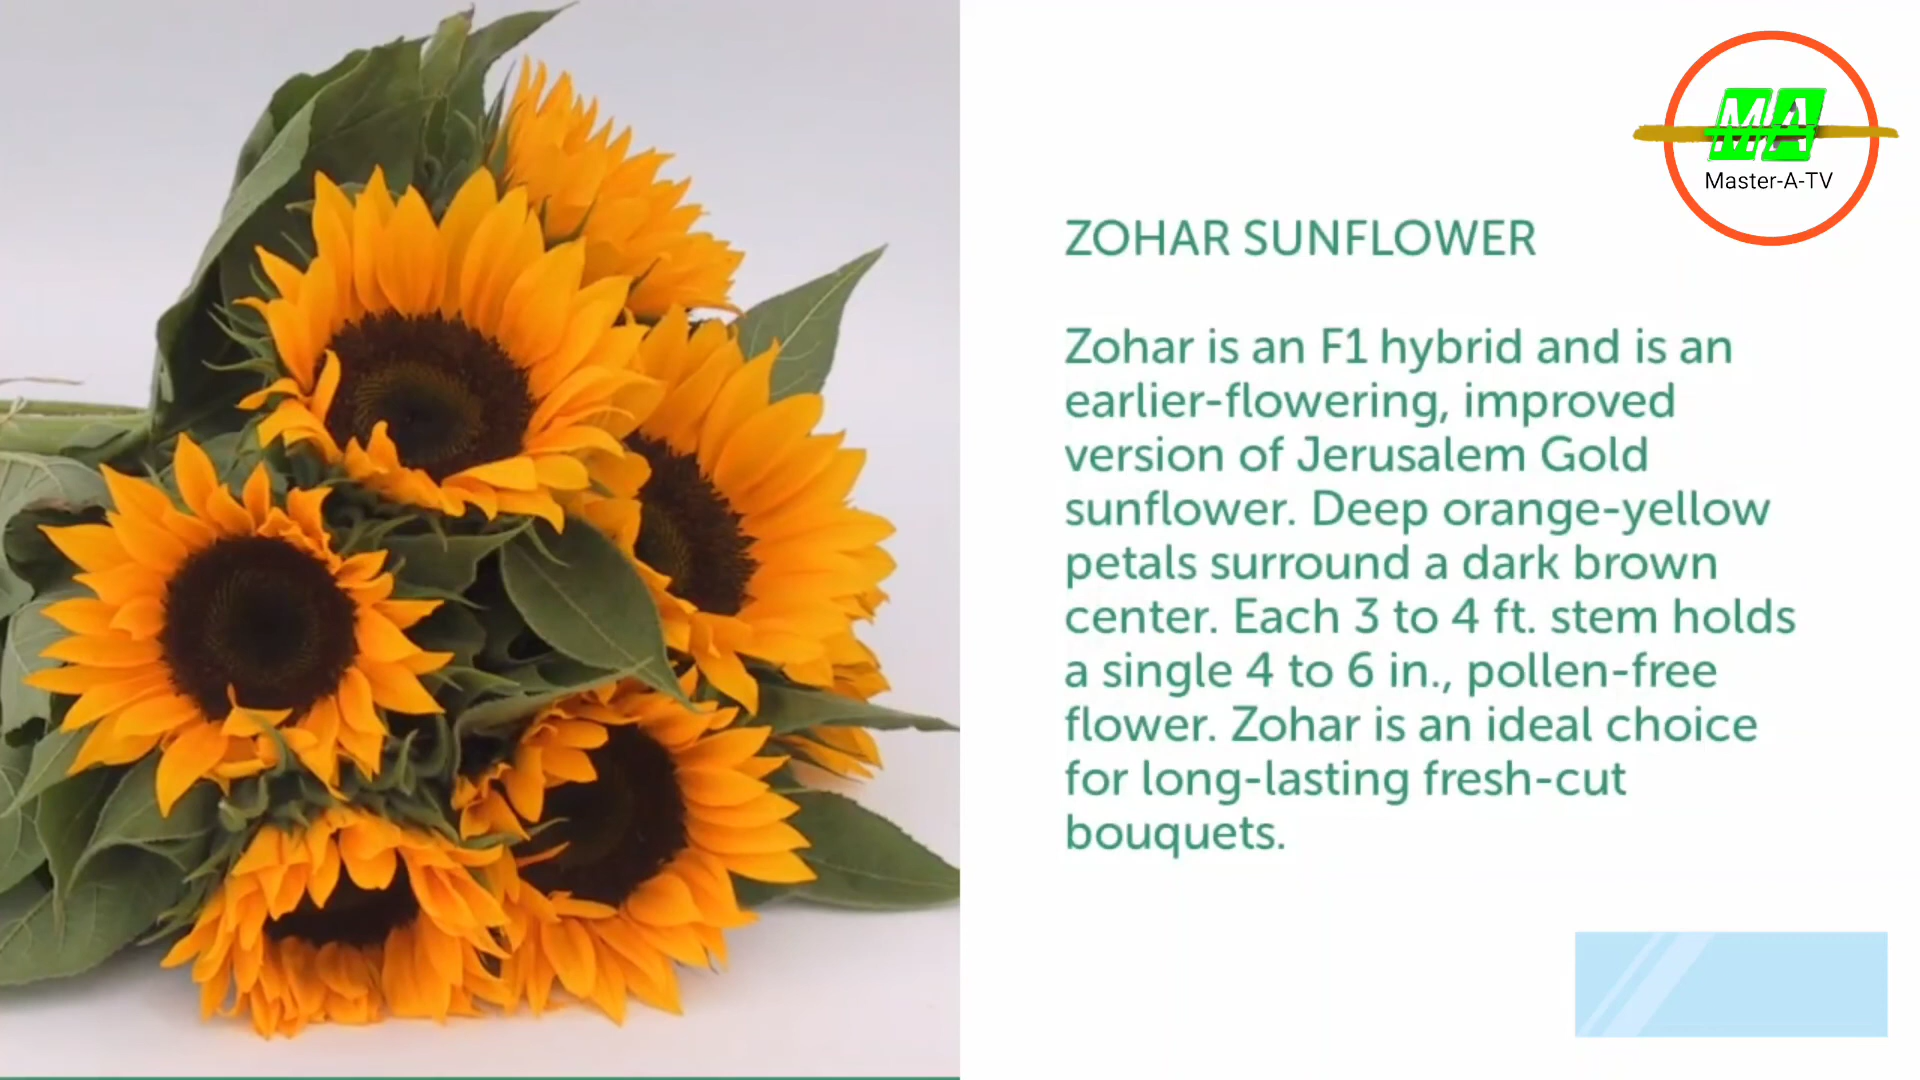 MA
Master-A-TV
ZOHAR SUNFLOWER
Zohar is an F1 hybrid and is an
earlier-flowering, improved
version of Jerusalem Gold
sunflower. Deep orange-yellow
petals surround a dark brown
center. Each 3 to 4 ft. stem holds
a single 4 to 6 in., pollen-free
flower. Zohar is an ideal choice
for long-lasting fresh-cut
bouquets.